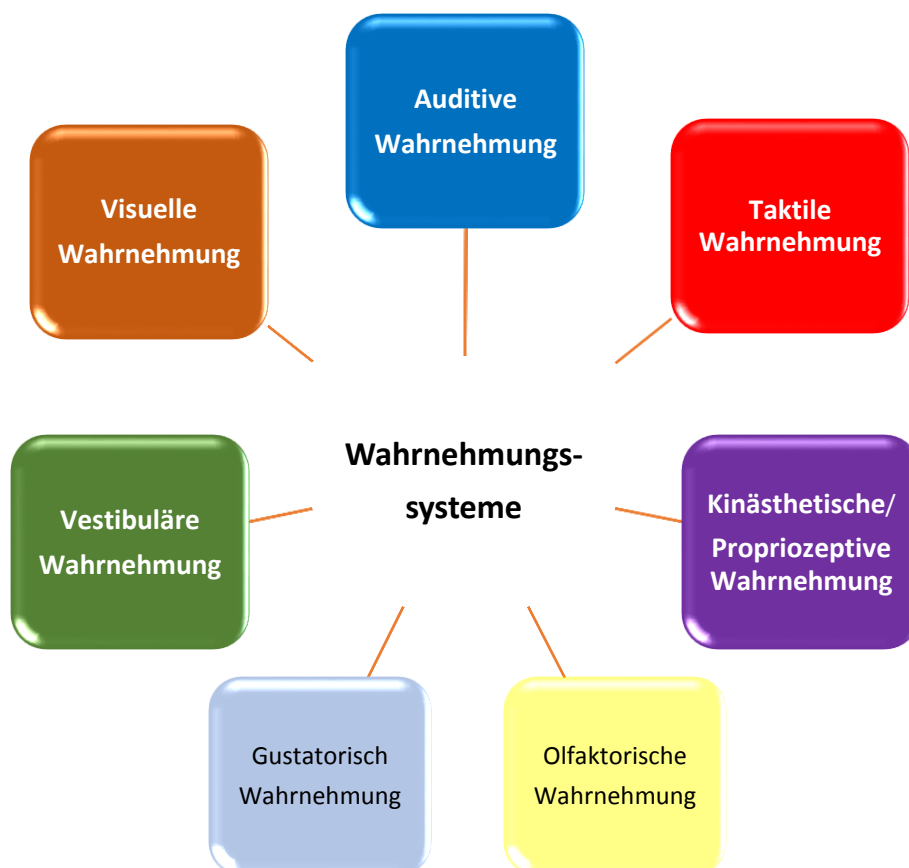 Auditive
Wahrnehmung
Visuelle
Wahrnehmung
Taktile
Wahrnehmung
Wahrnehmungs-
systeme
Vestibuläre
Wahrnehmung
Kinästhetische/
Propriozeptive
Wahrnehmung
Gustatorisch
Wahrnehmung
Olfaktorische
Wahrnehmung